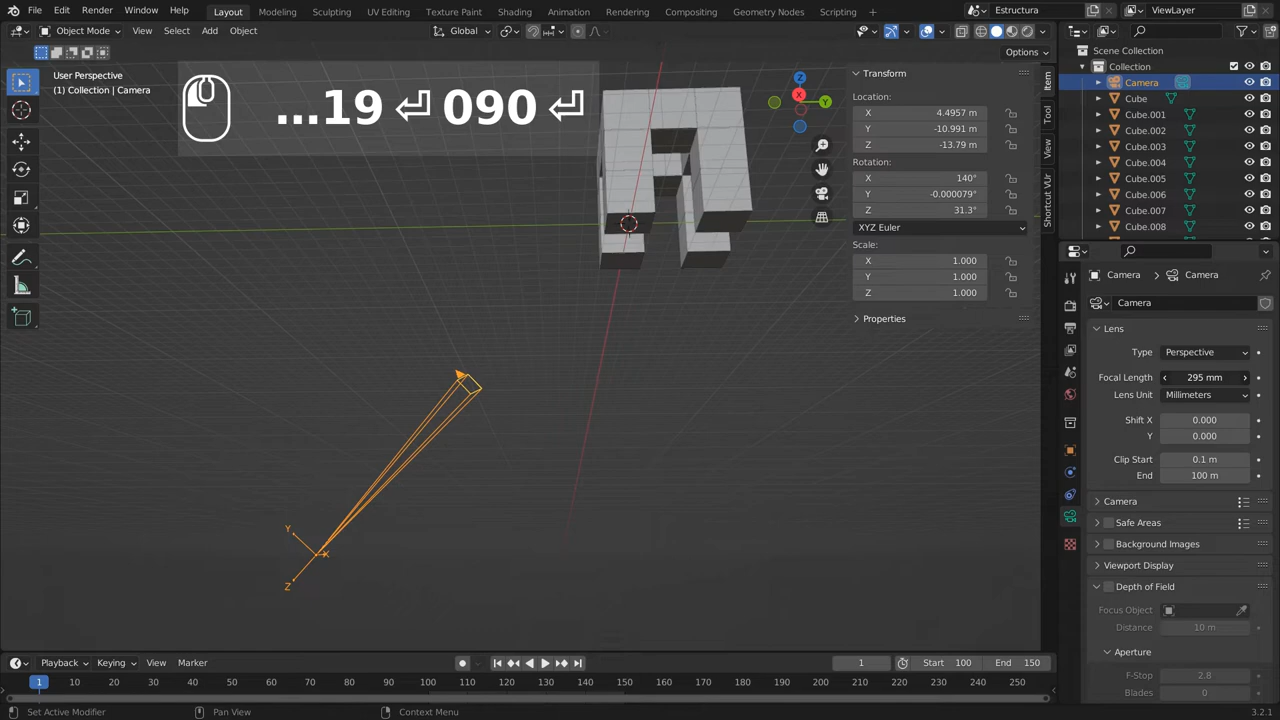 File Edit Render Window Help Layout Modeling Sculpting UV Editing Texture Paint Shading Animation Rendering Compositing Geometry Nodes Scripting Estructura ViewLayer
Object Mode View Select Add Object Global
Options
User Perspective
(1) Collection | Camera
...19 ⏎ 090 ⏎
Z
X
Y
Y
X
Z
Transform
Location:
X 4.4957 m
Y -10.991 m
Z -13.79 m
Rotation:
X 140°
Y -0.000079°
Z 31.3°
XYZ Euler
Scale:
X 1.000
Y 1.000
Z 1.000
Properties
Item
Tool
View
Shortcut VUr
Scene Collection
Collection
Camera
Cube
Cube.001
Cube.002
Cube.003
Cube.004
Cube.005
Cube.006
Cube.007
Cube.008
Camera > Camera
Camera
Lens
Type Perspective
Focal Length 295 mm
Lens Unit Millimeters
Shift X 0.000
Y 0.000
Clip Start 0.1 m
End 100 m
Camera
Safe Areas
Background Images
Viewport Display
Depth of Field
Focus Object
Distance 10 m
Aperture
F-Stop 2.8
Blades 0
Playback Keying View Marker 1 Start 100 End 150
1 10 20 30 40 50 60 70 80 90 100 110 120 130 140 150 160 170 180 190 200 210 220 230 240 250
Set Active Modifier Pan View Context Menu 3.2.1